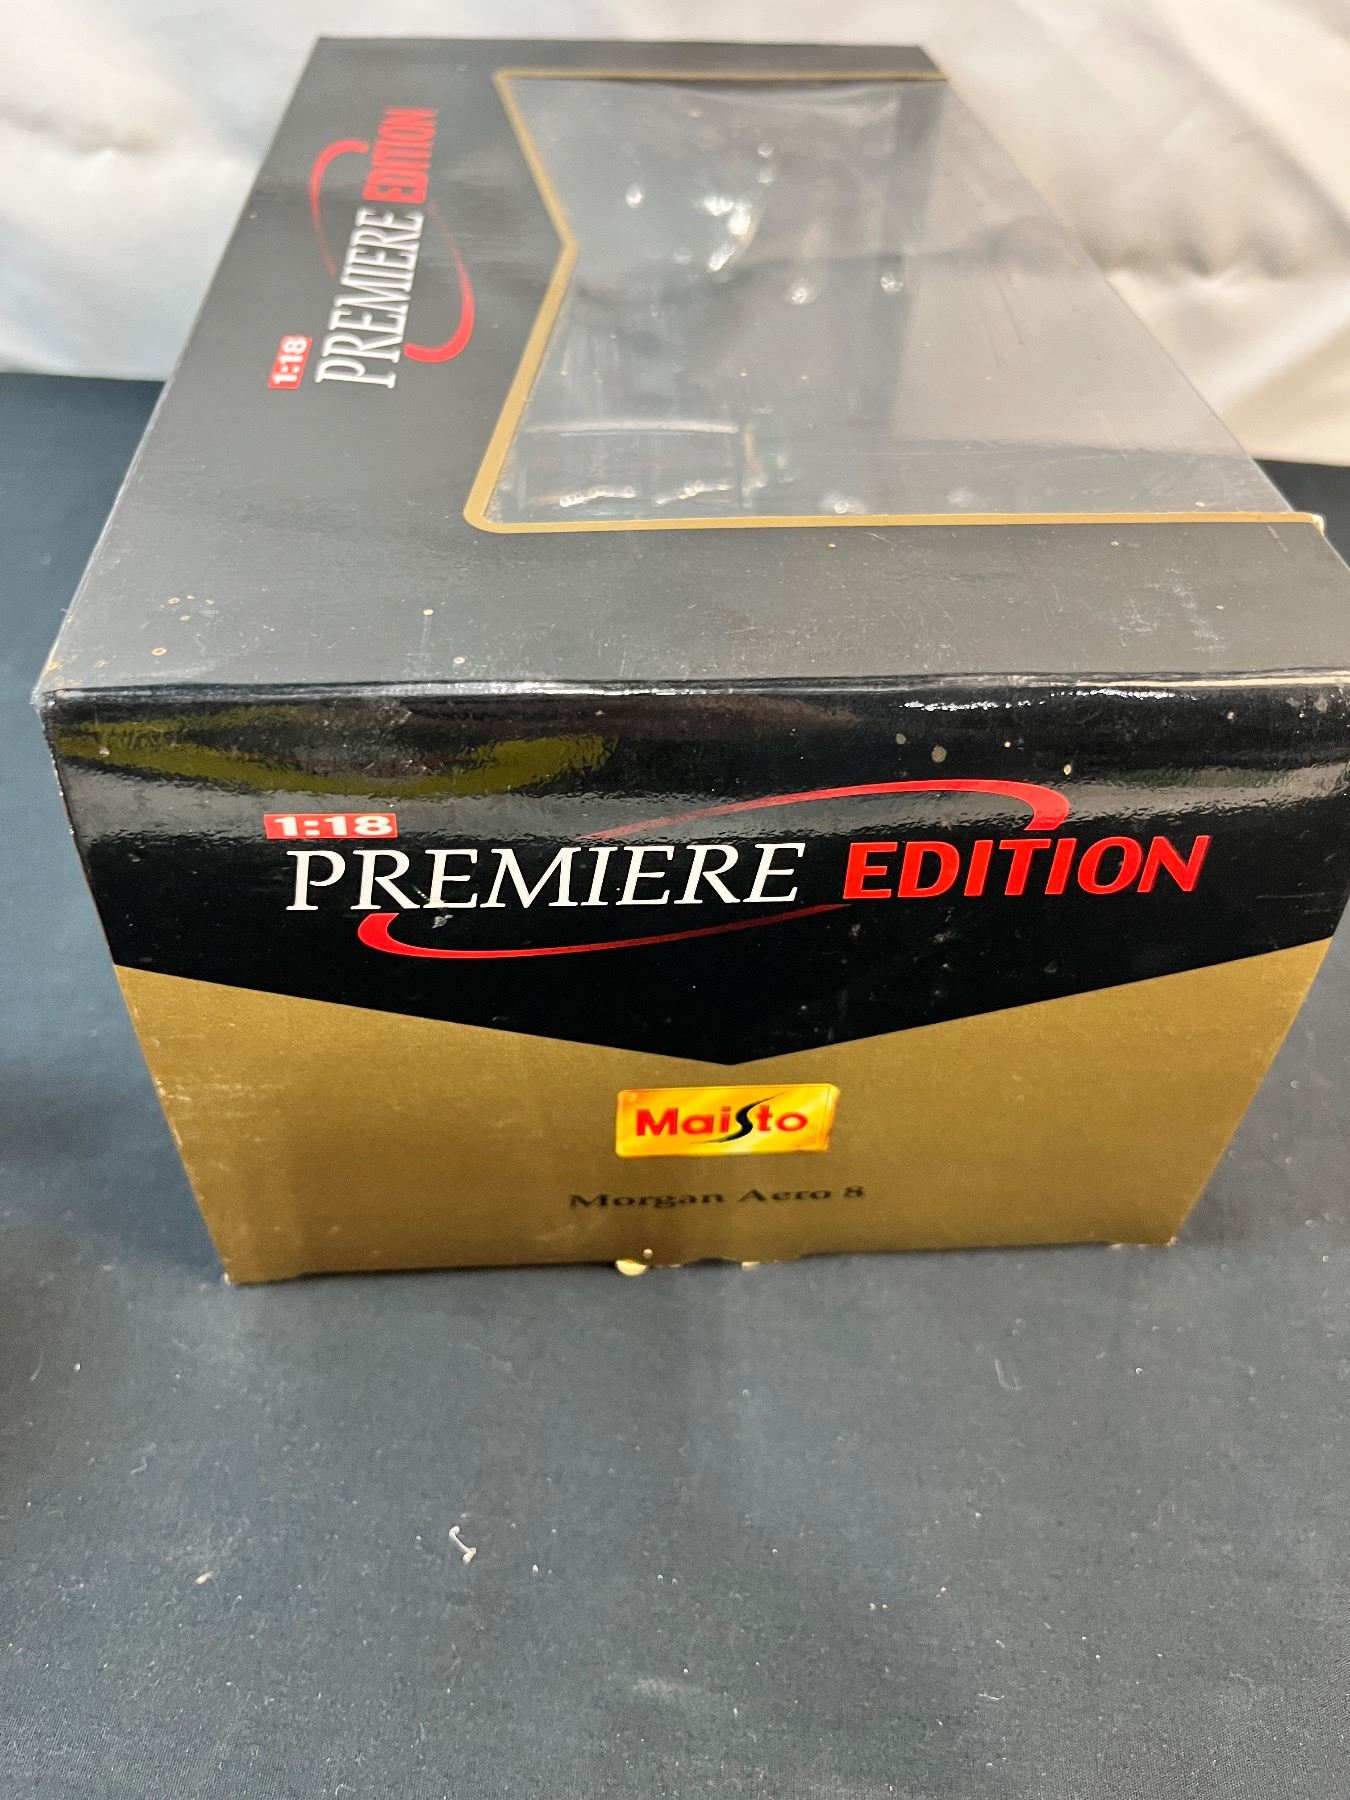 1:18
PREMIERE EDITION
1:18
PREMIERE EDITION
Maisto
Morgan Aero 8